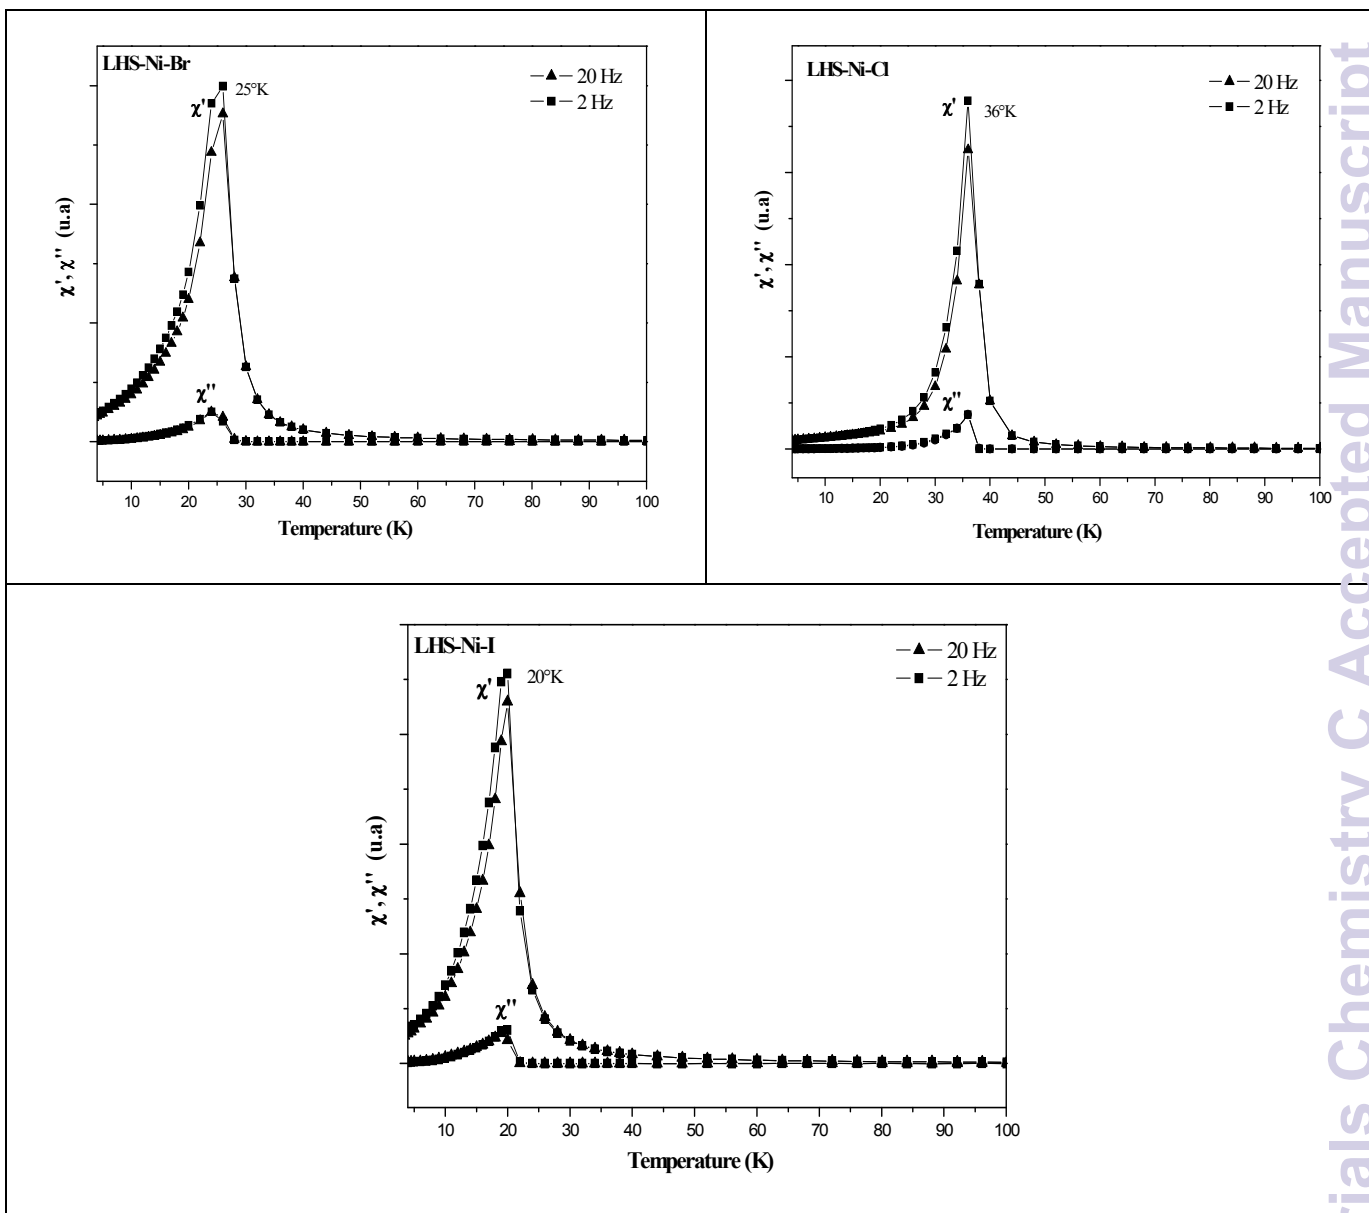 LHS-Ni-Br
20 Hz
2 Hz
25°K
χ'
χ''
χ', χ'' (u.a)
10 20 30 40 50 60 70 80 90 100
Temperature (K)
LHS-Ni-Cl
20 Hz
2 Hz
χ'
36°K
χ''
χ', χ'' (u.a)
10 20 30 40 50 60 70 80 90 100
Temperature (K)
LHS-Ni-I
20 Hz
2 Hz
χ'
20°K
χ''
χ', χ'' (u.a)
10 20 30 40 50 60 70 80 90 100
Temperature (K)
rials Chemistry C Accepted Manuscript